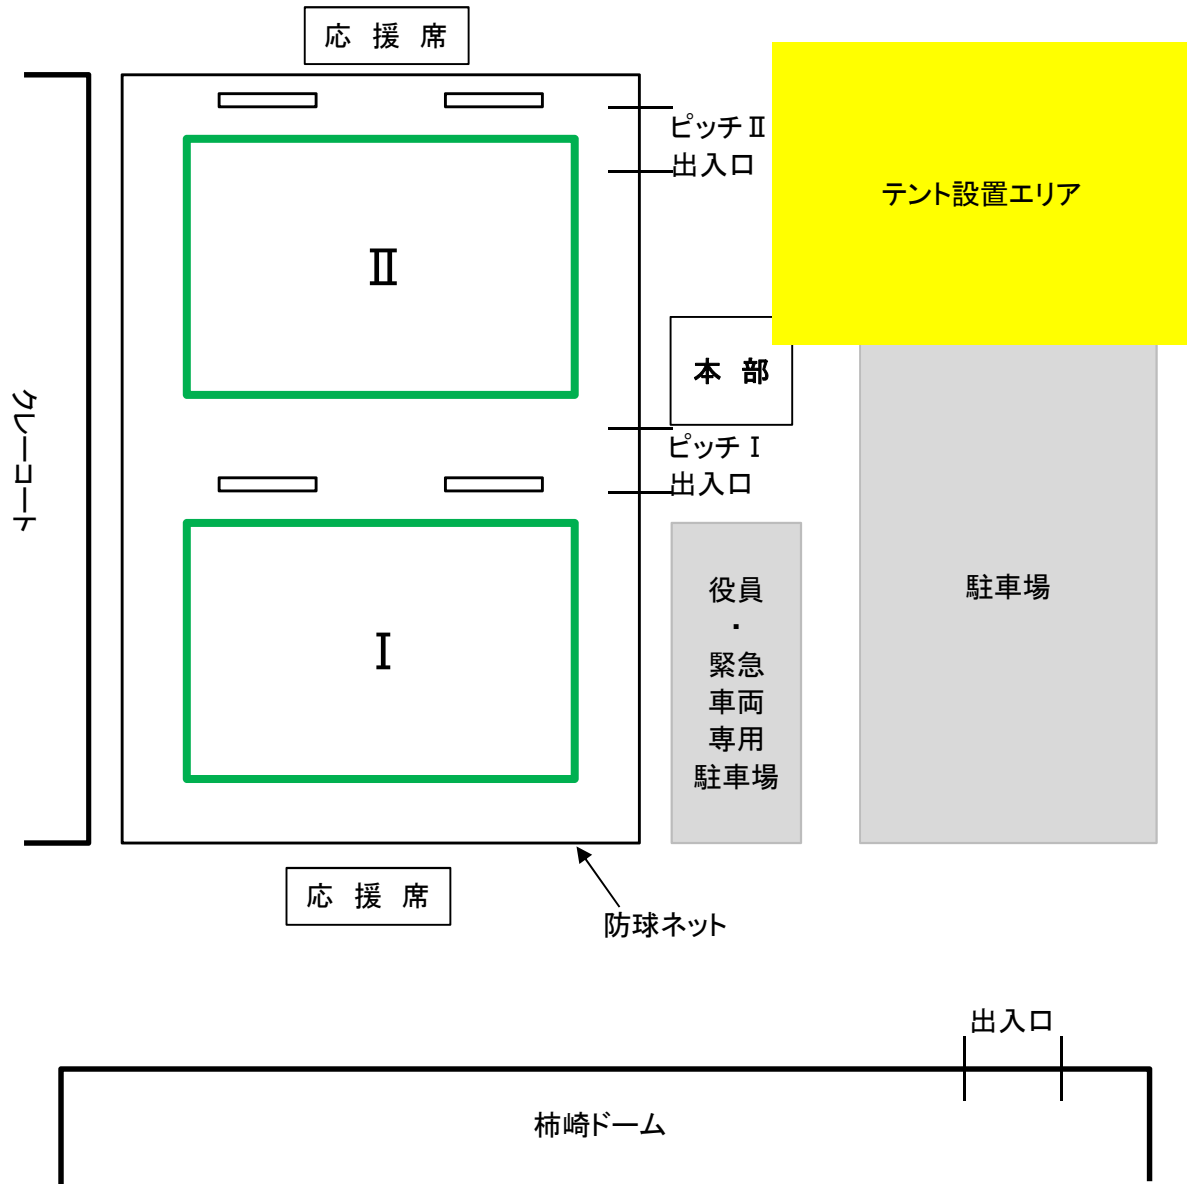 応 援 席
ピッチⅡ
出入口
テント設置エリア
Ⅱ
本 部
クレーコート
ピッチⅠ
出入口
Ⅰ
役員
・
緊急
車両
専用
駐車場
駐車場
応 援 席
防球ネット
出入口
柿崎ドーム